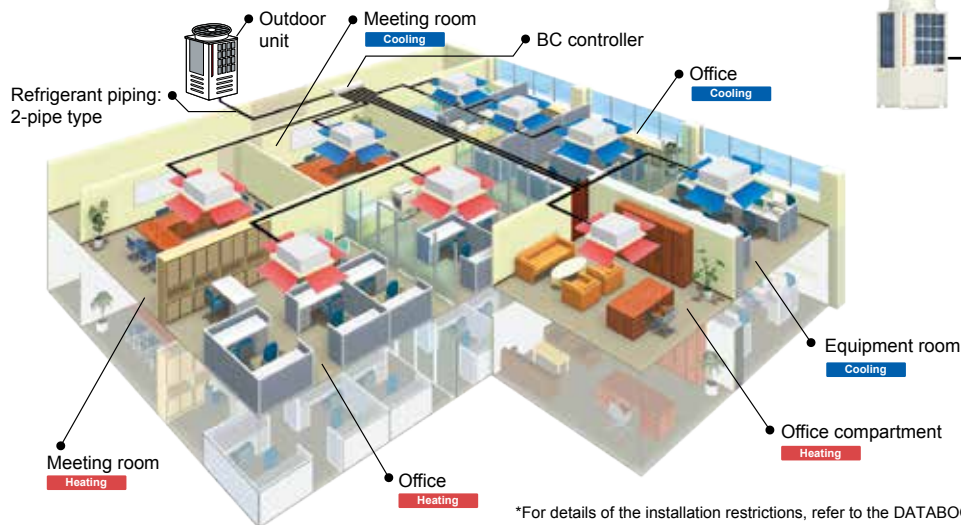 Outdoor
unit
Meeting room
Cooling
BC controller
Office
Cooling
Refrigerant piping:
2-pipe type
Equipment room
Cooling
Office compartment
Heating
Meeting room
Heating
Office
Heating
*For details of the installation restrictions, refer to the